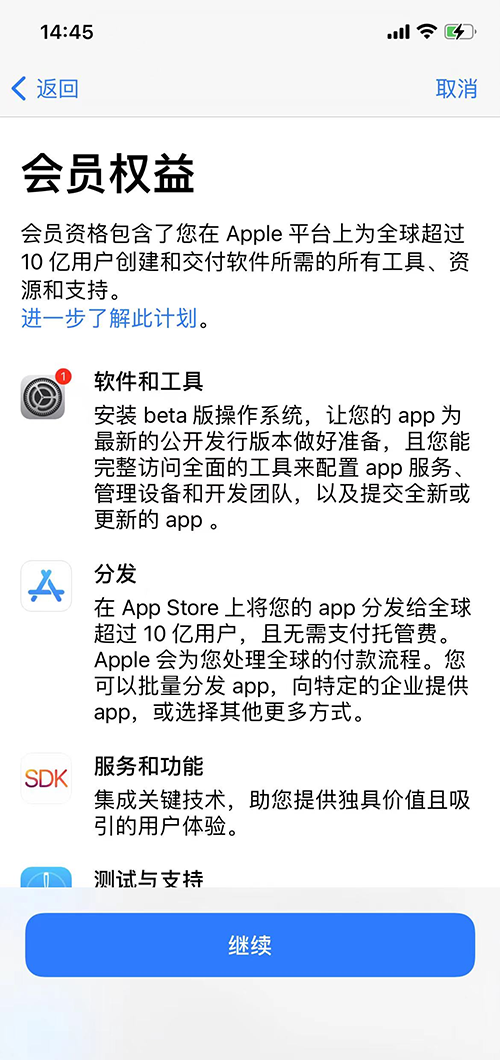 14:45
返回
取消
会员权益
会员资格包含了您在 Apple 平台上为全球超过
10 亿用户创建和交付软件所需的所有工具、资
源和支持。
进一步了解此计划。
1
软件和工具
安装 beta 版操作系统，让您的 app 为
最新的公开发行版本做好准备，且您能
完整访问全面的工具来配置 app 服务、
管理设备和开发团队，以及提交全新或
更新的 app 。
分发
在 App Store 上将您的 app 分发给全球
超过 10 亿用户，且无需支付托管费。
Apple 会为您处理全球的付款流程。您
可以批量分发 app，向特定的企业提供
app，或选择其他更多方式。
SDK
服务和功能
集成关键技术，助您提供独具价值且吸
引的用户体验。
测试与支持
继续